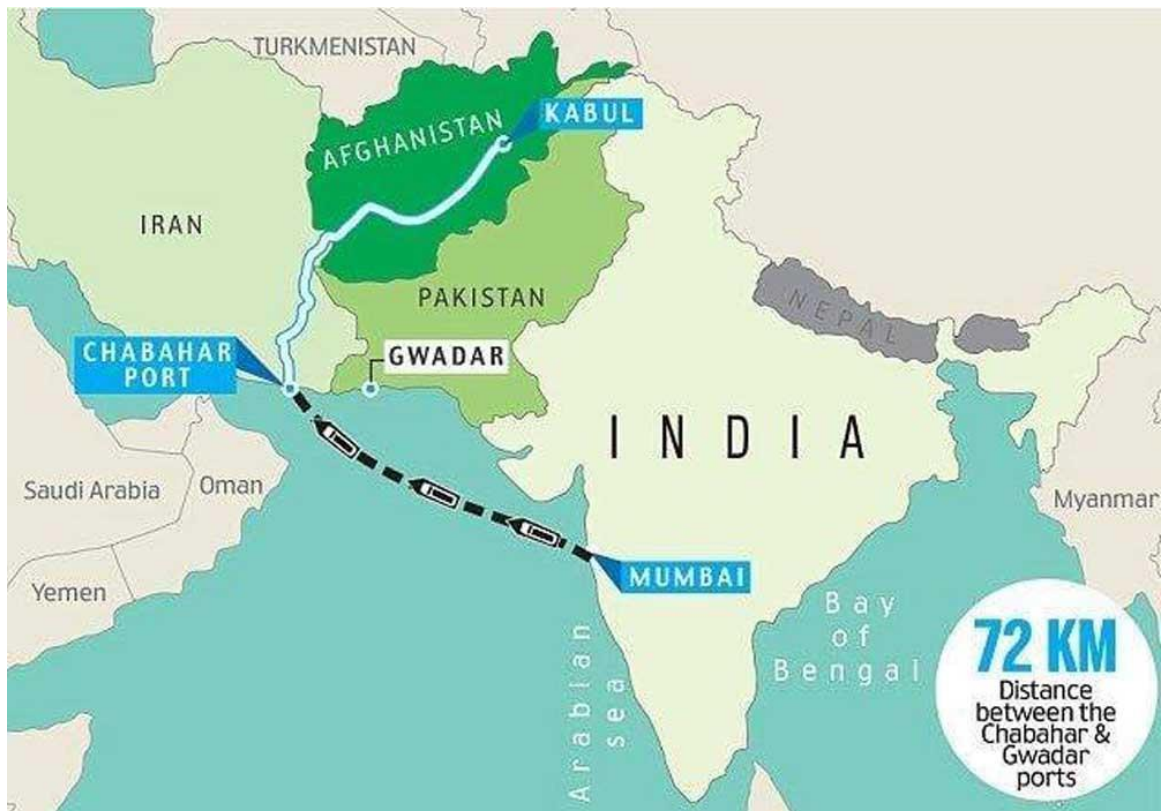 TURKMENISTAN
KABUL
AFGHANISTAN
IRAN
PAKISTAN
NEPAL
CHABAHAR
PORT
GWADAR
INDIA
Saudi Arabia
Oman
Myanmar
Yemen
MUMBAI
Arabian
sea
Bay
of
Bengal
72 KM
Distance
between the
Chabahar &
Gwadar
ports